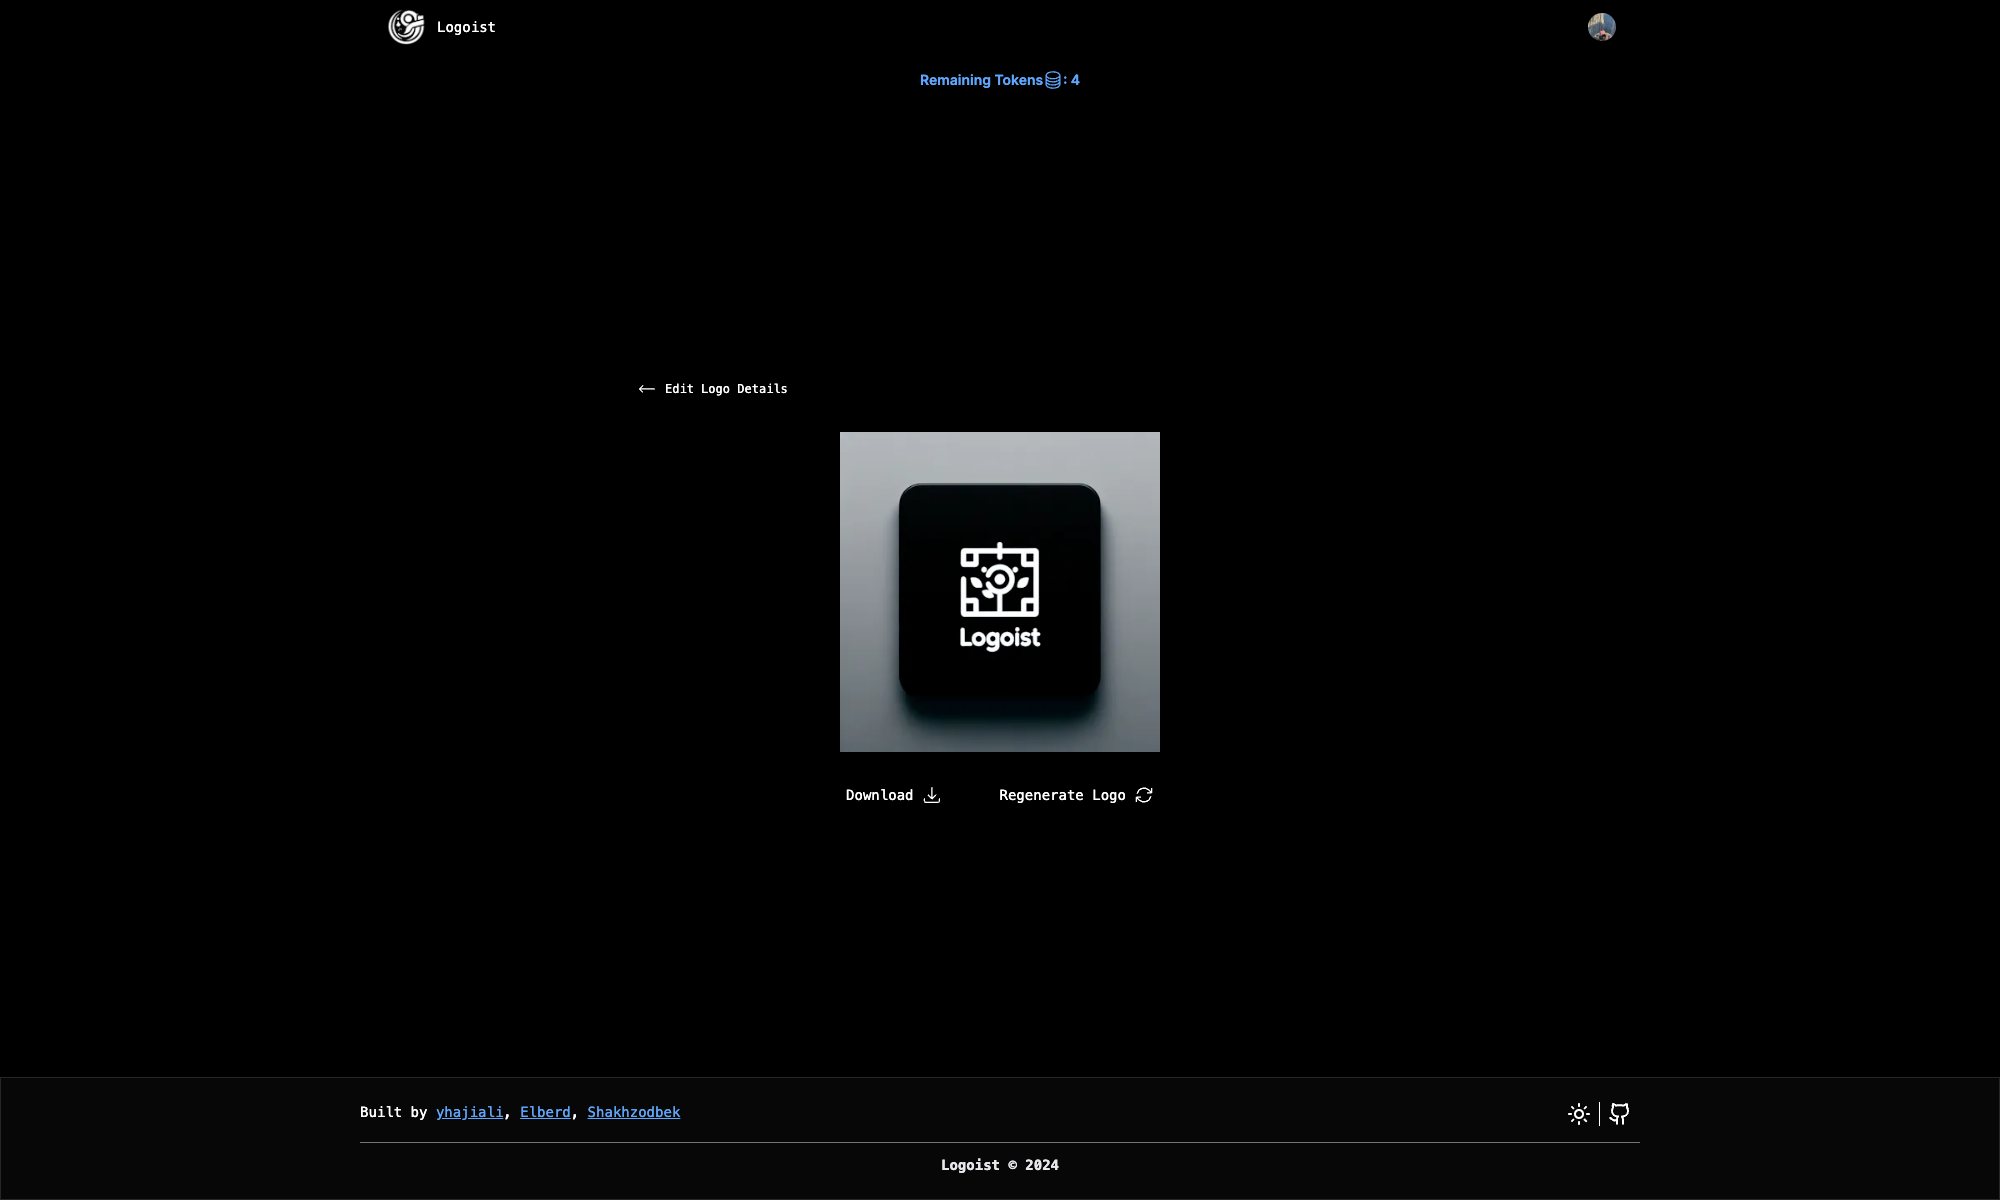 Logoist
Remaining Tokens: 4
Edit Logo Details
Logoist
Download
Regenerate Logo
Built by yhajiali, Elberd, Shakhzodbek
Logoist © 2024